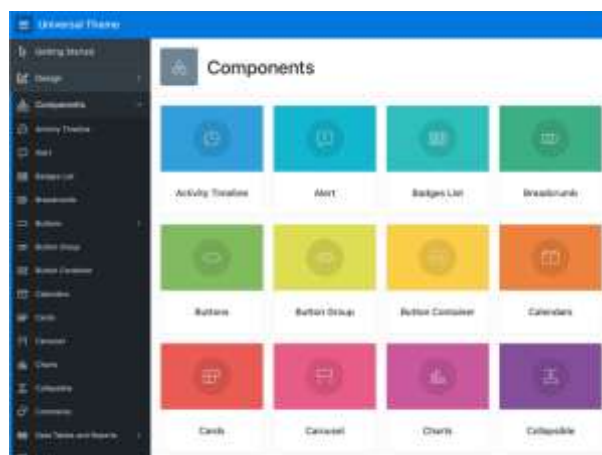 Universal Theme
Getting Started
Design
Components
Activity Timeline
Alert
Badges List
Breadcrumb
Buttons
Button Group
Button Container
Calendars
Cards
Carousel
Charts
Collapsible
Comments
Data Tables and Reports
Components
Activity Timeline
Alert
Badges List
Breadcrumb
Buttons
Button Group
Button Container
Calendars
Cards
Carousel
Charts
Collapsible